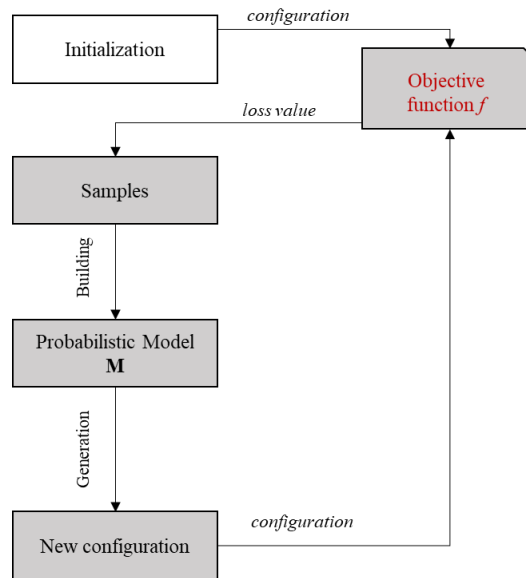 configuration
Initialization
Objective
function f
loss value
Samples
Building
Probabilistic Model
M
Generation
configuration
New configuration